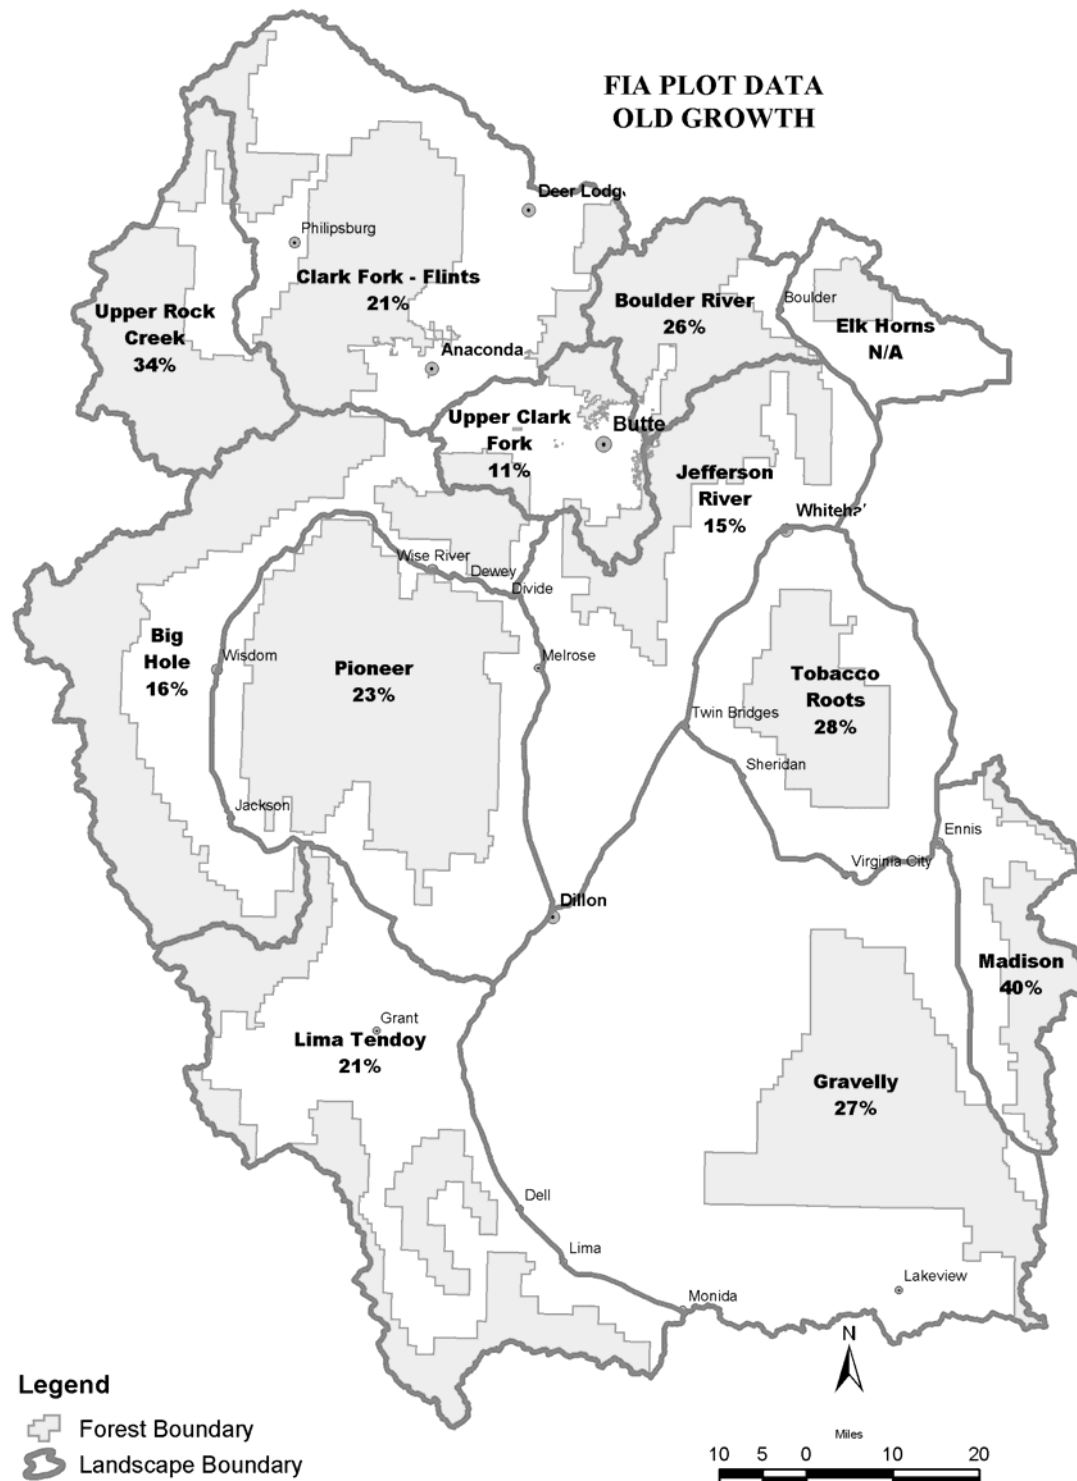 FIA PLOT DATA
OLD GROWTH
Deer Lodg
Philipsburg
Clark Fork - Flints
21%
Boulder River
26%
Boulder
Elk Horns
N/A
Upper Rock
Creek
34%
Anaconda
Upper Clark
Fork
11%
Butte
Jefferson
River
15%
Whiteha
Wise River
Dewey
Divide
Big
Hole
16%
Wisdom
Pioneer
23%
Melrose
Tobacco
Roots
28%
Twin Bridges
Sheridan
Jackson
Ennis
Virginia City
Dillon
Madison
40%
Grant
Lima Tendoy
21%
Gravelly
27%
Dell
Lima
Lakeview
Monida
N
Legend
Forest Boundary
Landscape Boundary
Miles
10 5 0 10 20